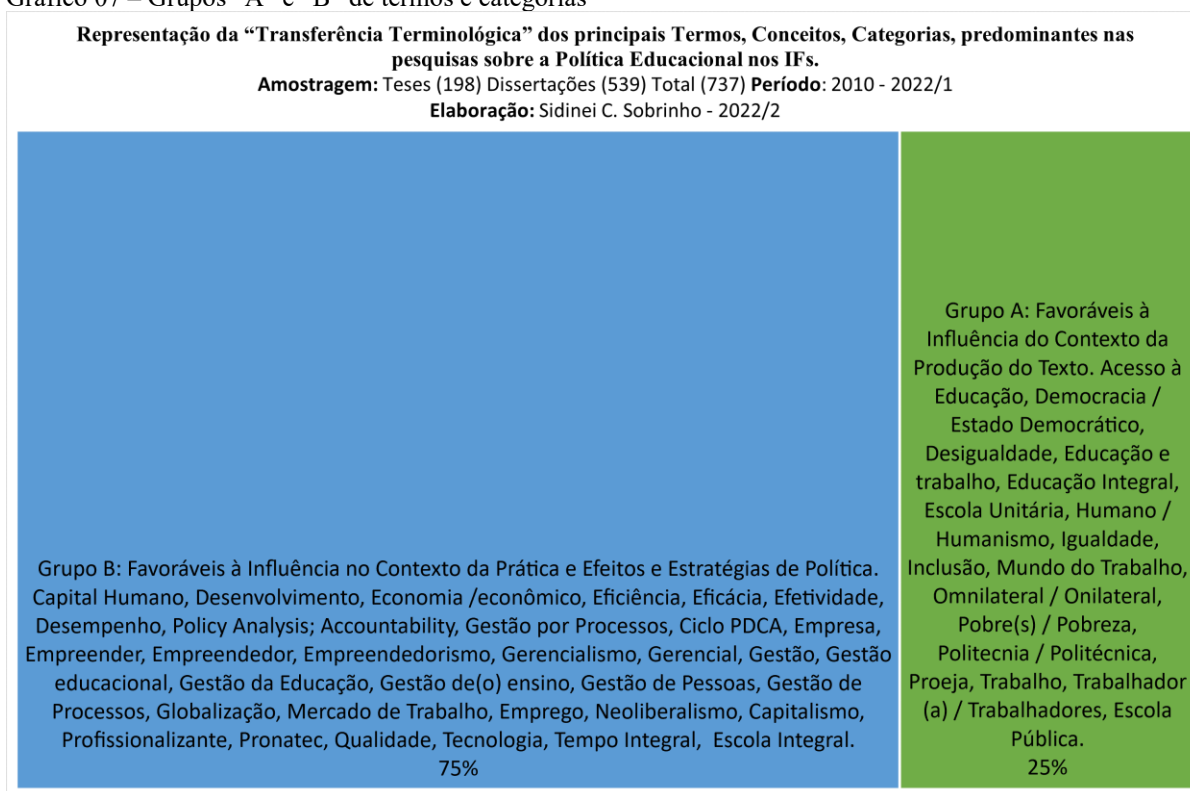 Gráfico 07 – Grupos "A" e "B" de termos e categorias
Representação da “Transferência Terminológica” dos principais Termos, Conceitos, Categorias, predominantes nas
pesquisas sobre a Política Educacional nos IFs.
Amostragem: Teses (198) Dissertações (539) Total (737) Período: 2010 - 2022/1
Elaboração: Sidinei C. Sobrinho - 2022/2
Grupo B: Favoráveis à Influência no Contexto da Prática e Efeitos e Estratégias de Política.
Capital Humano, Desenvolvimento, Economia /econômico, Eficiência, Eficácia, Efetividade,
Desempenho, Policy Analysis; Accountability, Gestão por Processos, Ciclo PDCA, Empresa,
Empreender, Empreendedor, Empreendedorismo, Gerencialismo, Gerencial, Gestão, Gestão
educacional, Gestão da Educação, Gestão de(o) ensino, Gestão de Pessoas, Gestão de
Processos, Globalização, Mercado de Trabalho, Emprego, Neoliberalismo, Capitalismo,
Profissionalizante, Pronatec, Qualidade, Tecnologia, Tempo Integral, Escola Integral.
75%
Grupo A: Favoráveis à
Influência do Contexto da
Produção do Texto. Acesso à
Educação, Democracia /
Estado Democrático,
Desigualdade, Educação e
trabalho, Educação Integral,
Escola Unitária, Humano /
Humanismo, Igualdade,
Inclusão, Mundo do Trabalho,
Omnilateral / Onilateral,
Pobre(s) / Pobreza,
Politecnia / Politécnica,
Proeja, Trabalho, Trabalhador
(a) / Trabalhadores, Escola
Pública.
25%